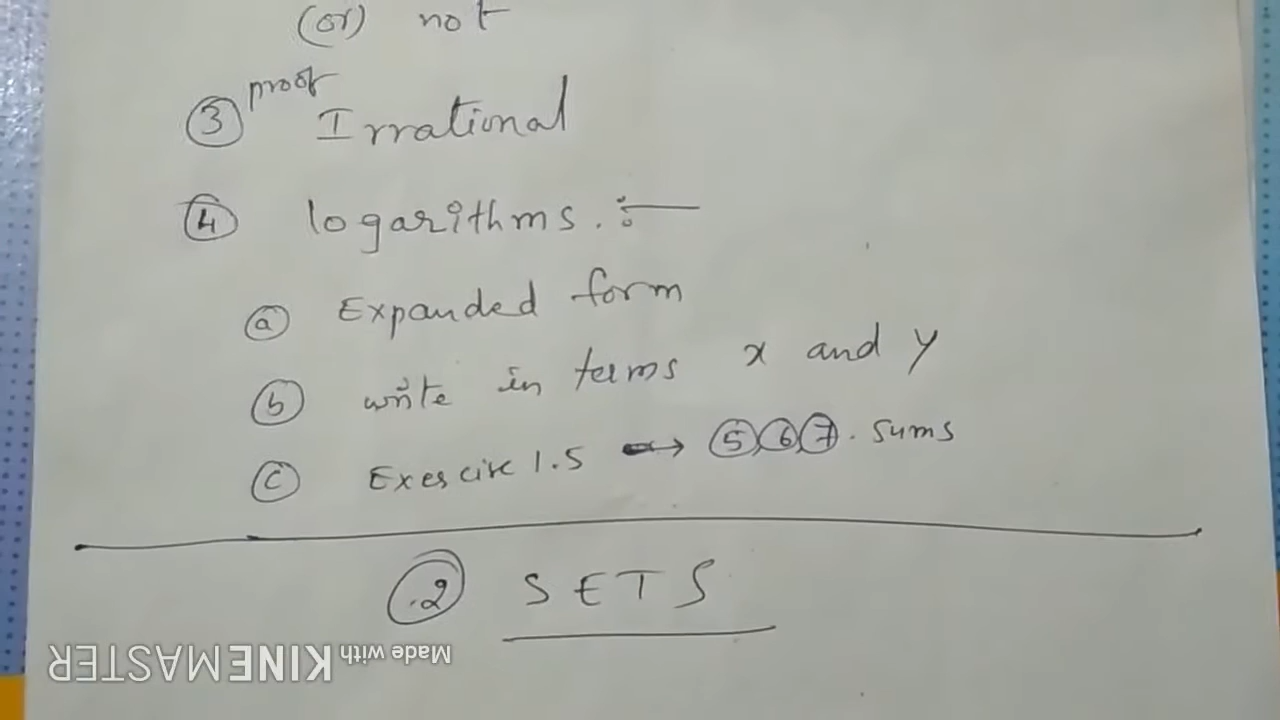 (or) not
③ proof Irrational
④ logarithms. :—
ⓐ Expanded form
ⓑ write in terms x and y
ⓒ Exescise 1.5 → ⑤⑥⑦. sums
②  SETS
Made with KINEMASTER